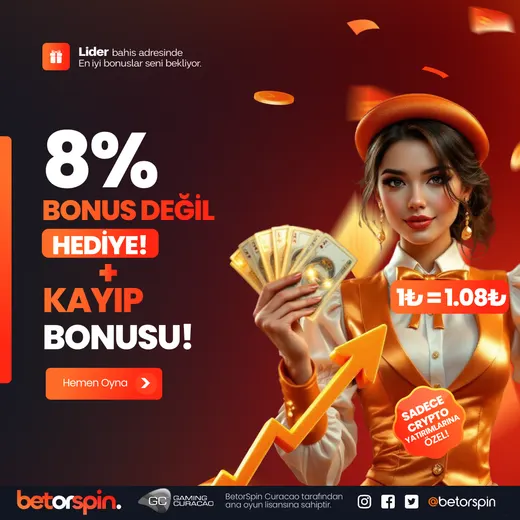 Lider bahis adresinde
En iyi bonuslar seni bekliyor.
8%
BONUS DEĞİL
HEDİYE!
+
KAYIP
BONUSU!
Hemen Oyna
1₺ = 1.08₺
SADECE
CRYPTO
YATIRIMLARINA
ÖZEL!
betorspin.
GC GAMING
CURACAO
BetOrSpin Curacao tarafından
ana oyun lisansına sahiptir.
@betorspin